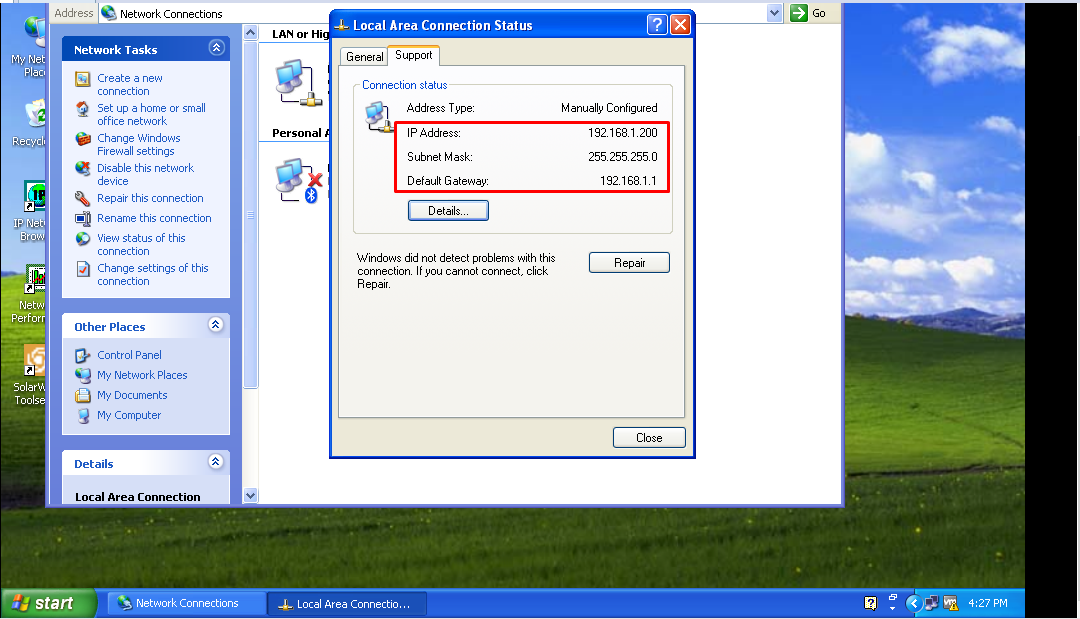 Address
Network Connections
Go
My Net
Place
Recycl
IP Net
Brow
Netw
Perform
SolarW
Toolse
Network Tasks
Create a new
connection
Set up a home or small
office network
Change Windows
Firewall settings
Disable this network
device
Repair this connection
Rename this connection
View status of this
connection
Change settings of this
connection
Other Places
Control Panel
My Network Places
My Documents
My Computer
Details
Local Area Connection
LAN or Hig
Personal A
Local Area Connection Status
General
Support
Connection status
Address Type: Manually Configured
IP Address: 192.168.1.200
Subnet Mask: 255.255.255.0
Default Gateway: 192.168.1.1
Details...
Windows did not detect problems with this
connection. If you cannot connect, click
Repair.
Repair
Close
start
Network Connections
Local Area Connectio...
4:27 PM